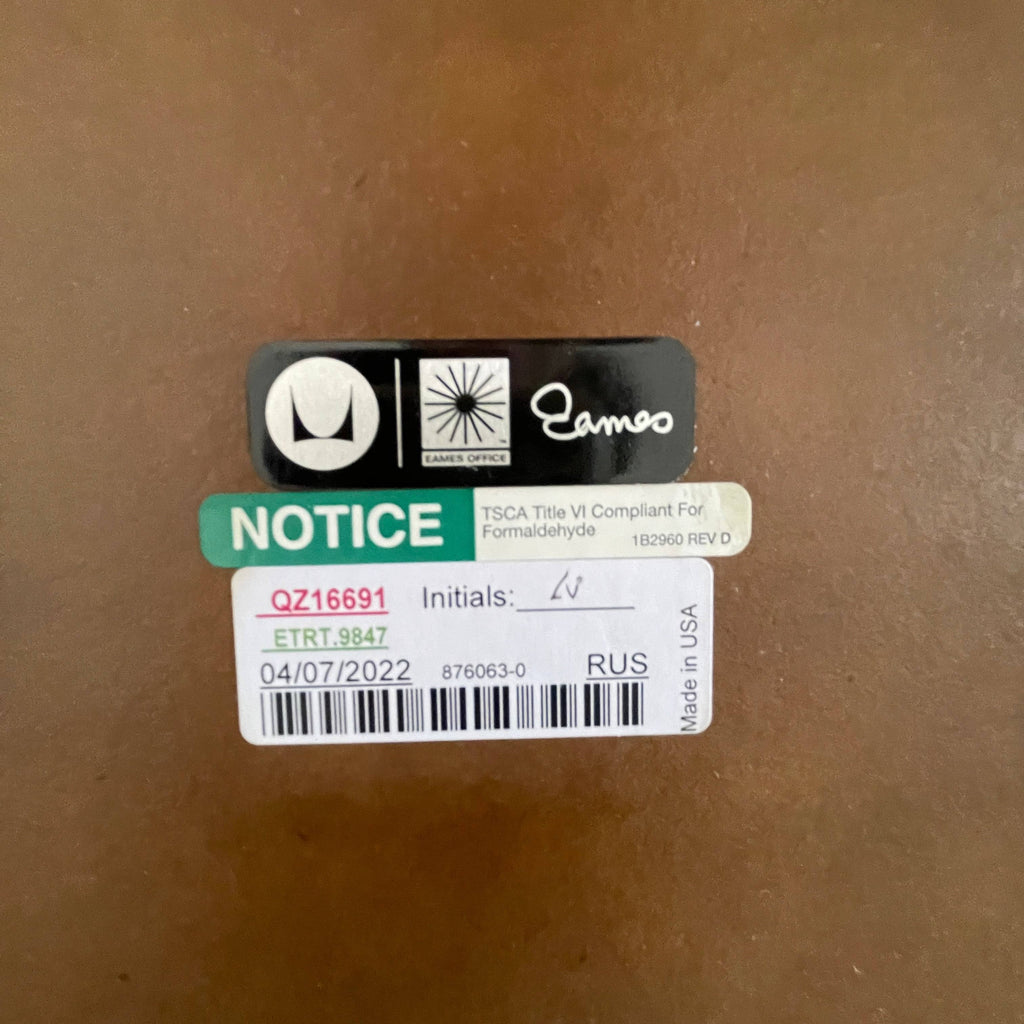 EAMES OFFICE
Eames
NOTICE
TSCA Title VI Compliant For
Formaldehyde
1B2960 REV D
QZ16691 Initials:
ETRT.9847
04/07/2022 876063-0 RUS
Made in USA